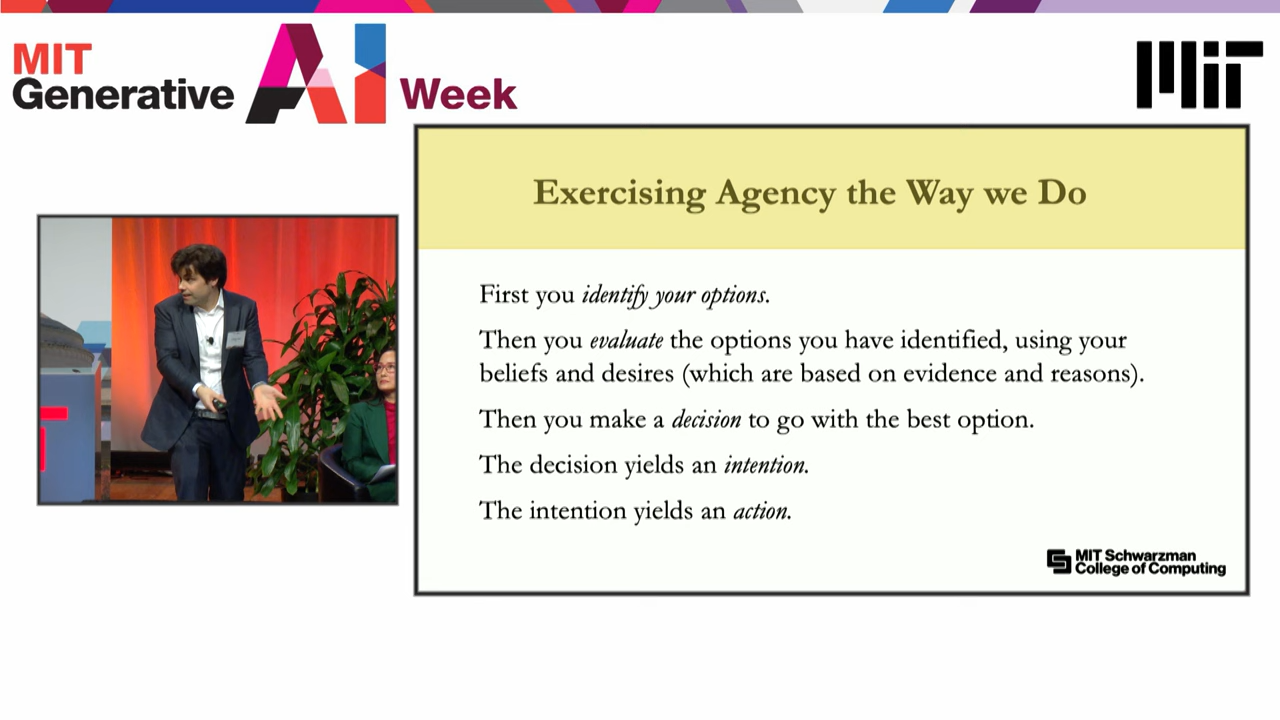 MIT
Generative AI Week
MIT
Exercising Agency the Way we Do
First you identify your options.
Then you evaluate the options you have identified, using your
beliefs and desires (which are based on evidence and reasons).
Then you make a decision to go with the best option.
The decision yields an intention.
The intention yields an action.
MIT Schwarzman
College of Computing